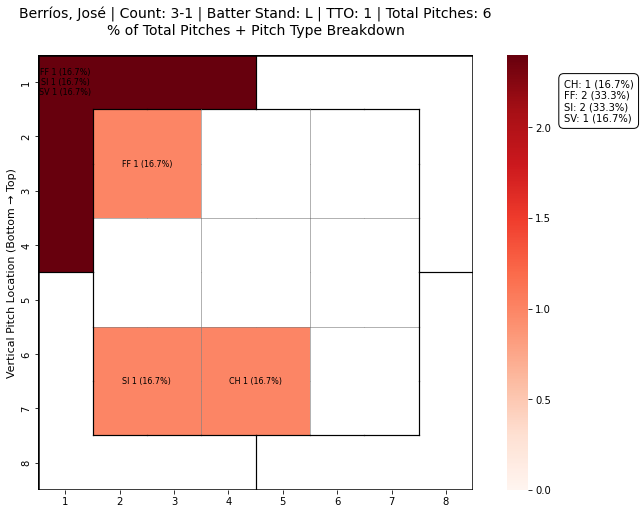 Berríos, José | Count: 3-1 | Batter Stand: L | TTO: 1 | Total Pitches: 6
% of Total Pitches + Pitch Type Breakdown
FF 1 (16.7%)
SI 1 (16.7%)
SV 1 (16.7%)
FF 1 (16.7%)
SI 1 (16.7%)
CH 1 (16.7%)
Vertical Pitch Location (Bottom → Top)
1
2
3
4
5
6
7
8
1 2 3 4 5 6 7 8
2.0
1.5
1.0
0.5
0.0
CH: 1 (16.7%)
FF: 2 (33.3%)
SI: 2 (33.3%)
SV: 1 (16.7%)